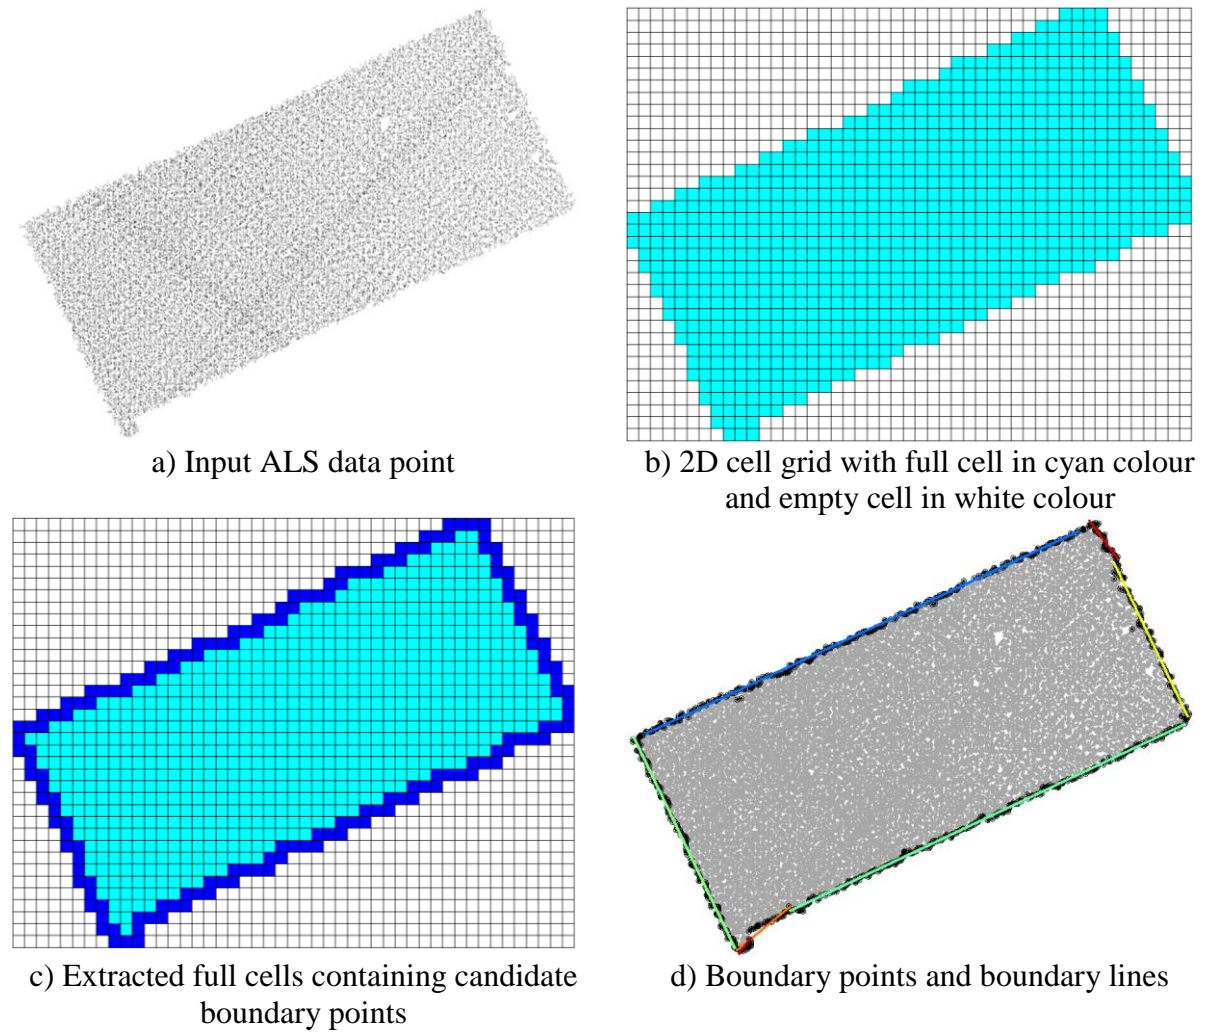 a) Input ALS data point
b) 2D cell grid with full cell in cyan colour
and empty cell in white colour
c) Extracted full cells containing candidate
boundary points
d) Boundary points and boundary lines